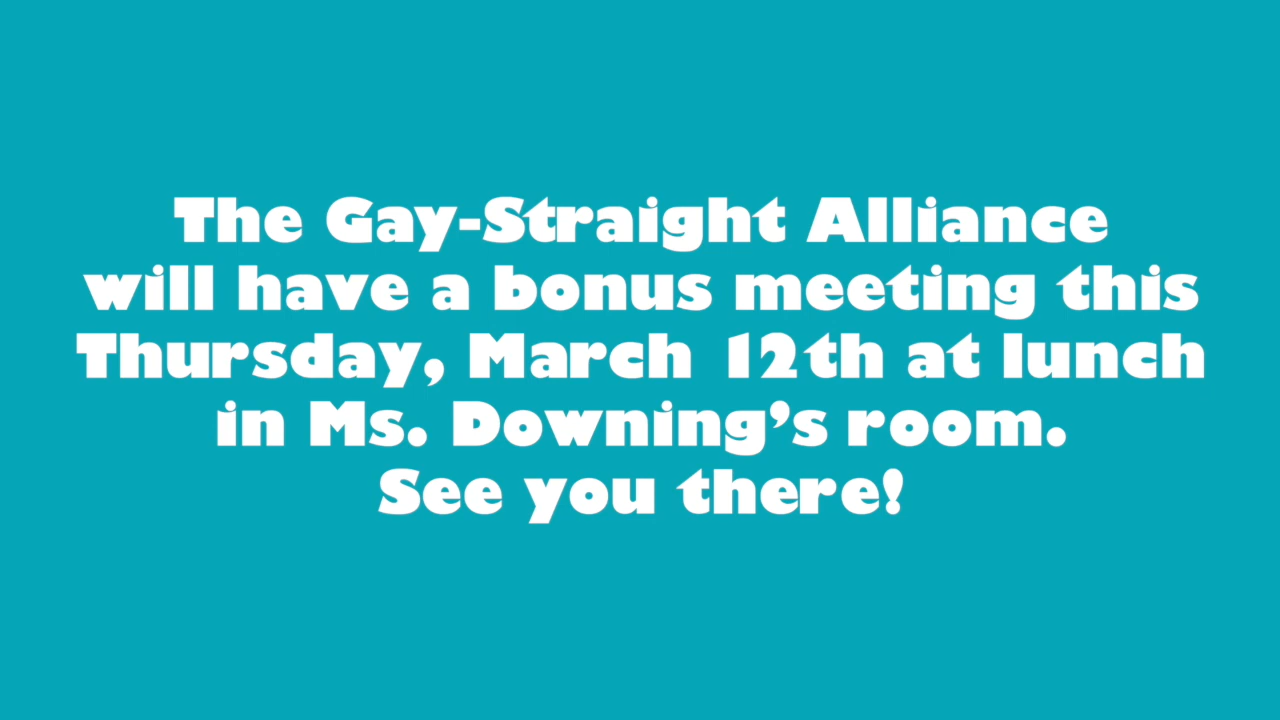 The Gay-Straight Alliance
will have a bonus meeting this
Thursday, March 12th at lunch
in Ms. Downing’s room.
See you there!